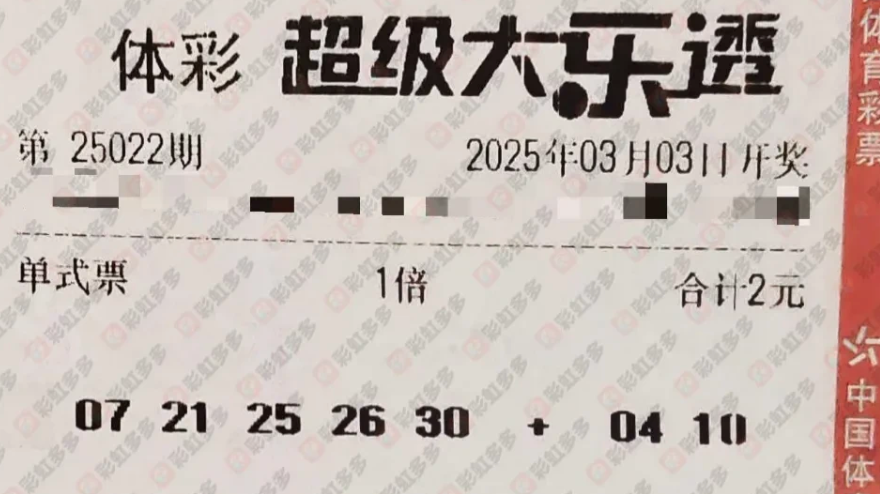 体彩 超级大乐透
第 25022期 2025年03月03日开奖
单式票 1倍 合计2元
07 21 25 26 30 + 04 10
体育彩票
中国体
彩虹多多